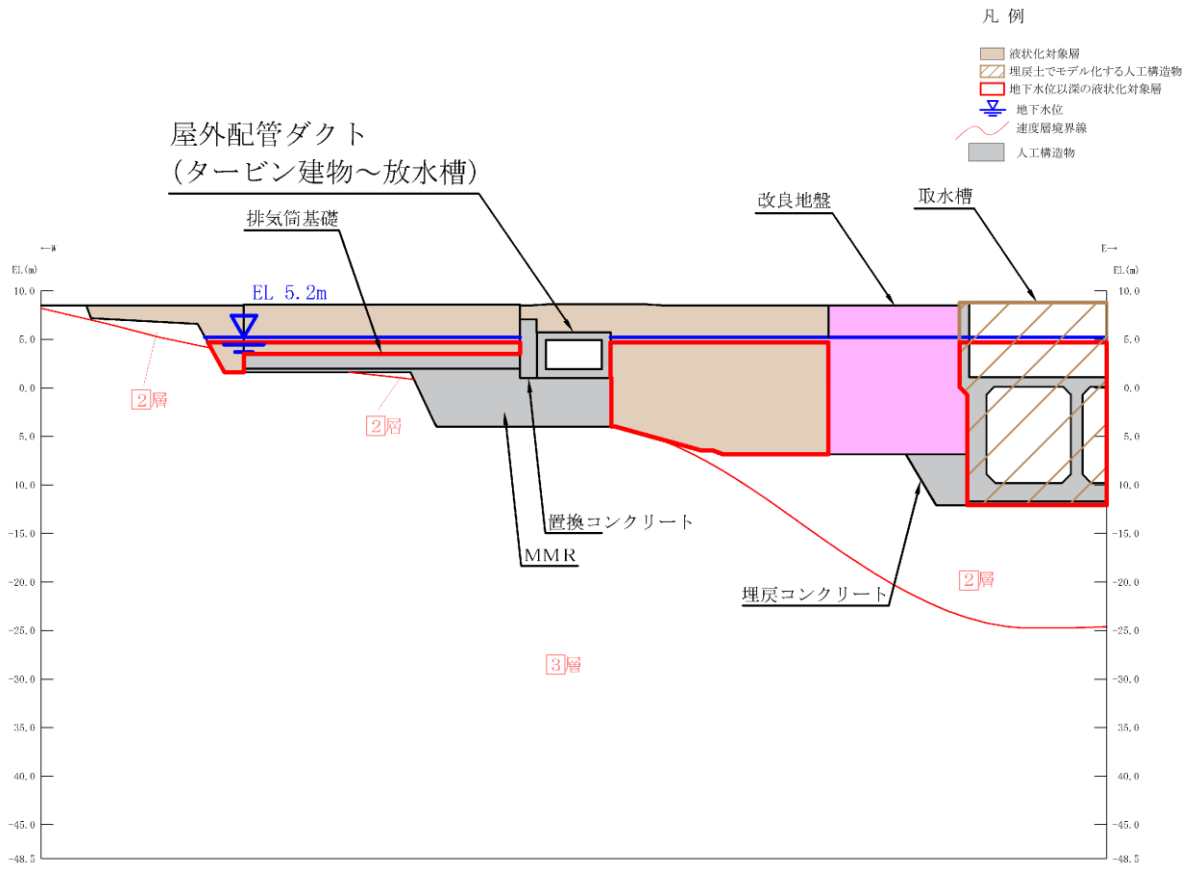 凡 例
液状化対象層
埋戻土でモデル化する人工構造物
地下水位以深の液状化対象層
地下水位
速度層境界線
人工構造物
屋外配管ダクト
(タービン建物～放水槽)
排気筒基礎
改良地盤
取水槽
←W
E→
EL(m)
EL(m)
10.0
EL 5.2m
10.0
5.0
5.0
0.0
0.0
2層
2層
5.0
5.0
10.0
10.0
置換コンクリート
-15.0
-15.0
MMR
-20.0
2層
-20.0
埋戻コンクリート
-25.0
-25.0
3層
-30.0
-30.0
35.0
-35.0
40.0
-40.0
-45.0
-45.0
-48.5
-48.5